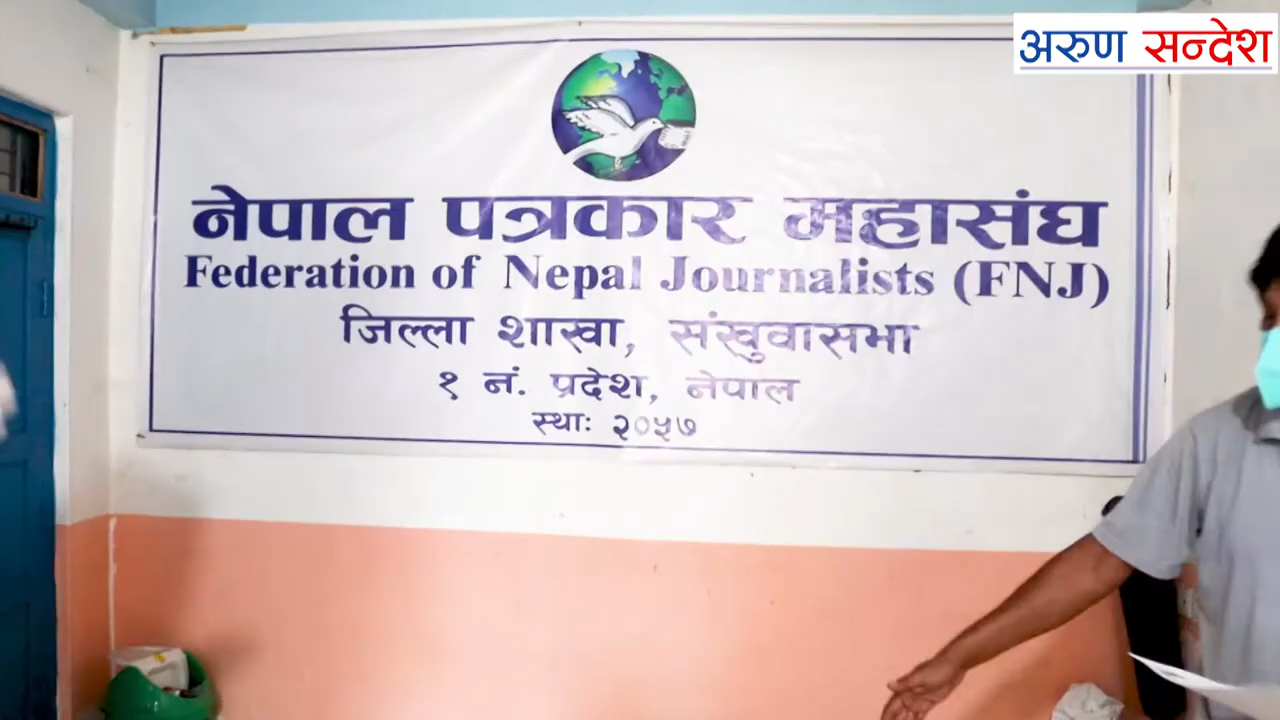 अरुण सन्देश
नेपाल पत्रकार महासंघ
Federation of Nepal Journalists (FNJ)
जिल्ला शाखा, संखुवासभा
१ नं. प्रदेश, नेपाल
स्थाः २०५७